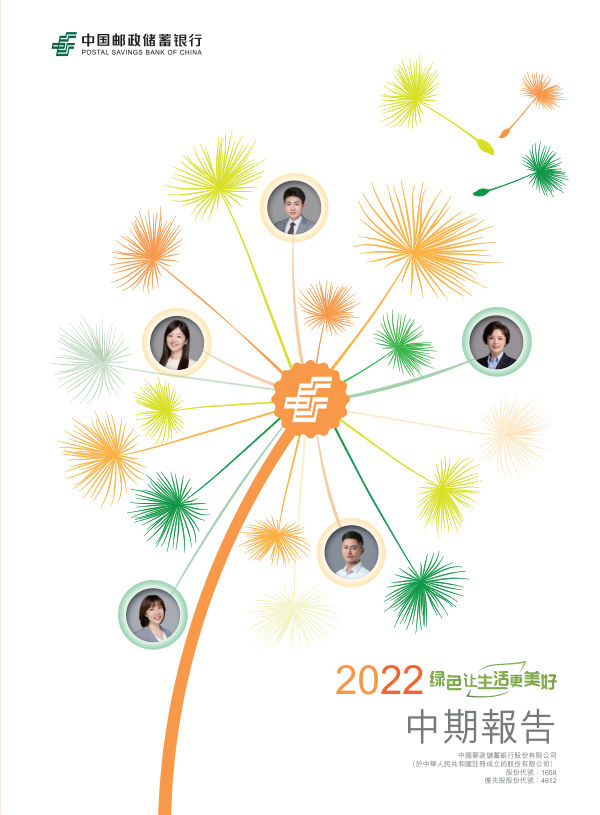 中国邮政储蓄银行
POSTAL SAVINGS BANK OF CHINA
2022 绿色让生活更美好
中期報告
中國郵政儲蓄銀行股份有限公司
（於中華人民共和國註冊成立的股份有限公司）
股份代號：1658
優先股股份代號：4612